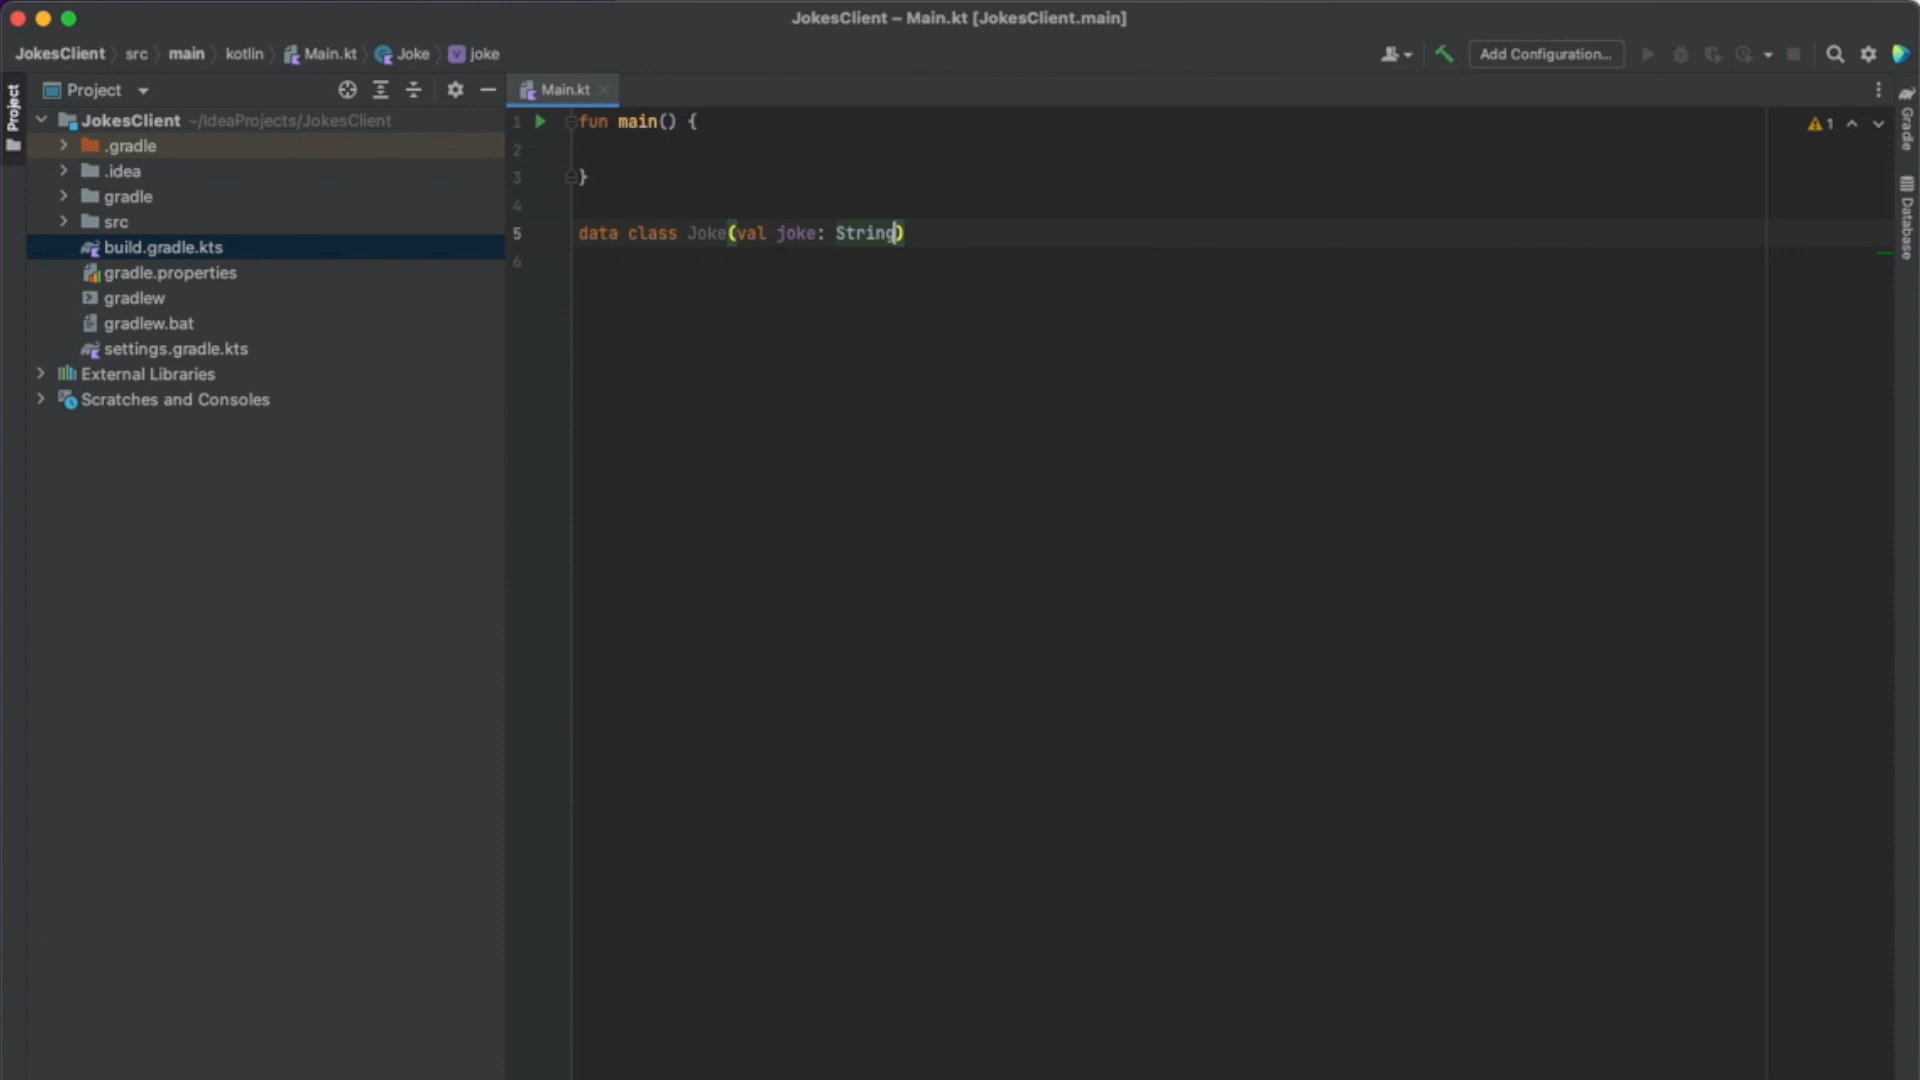 JokesClient – Main.kt [JokesClient.main]
JokesClient src main kotlin Main.kt Joke joke
Add Configuration...
Project
Project
Main.kt
JokesClient ~/IdeaProjects/JokesClient
.gradle
.idea
gradle
src
build.gradle.kts
gradle.properties
gradlew
gradlew.bat
settings.gradle.kts
External Libraries
Scratches and Consoles
1 fun main() {
2
3 }
4
5 data class Joke(val joke: String)
6
1
Gradle
Database